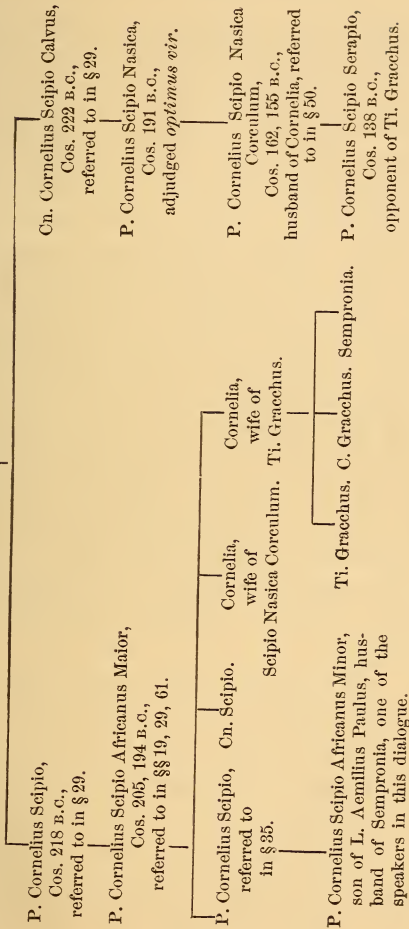 P. Cornelius Scipio,
Cos. 218 B.C.,
referred to in § 29.
Cn. Cornelius Scipio Calvus,
Cos. 222 B.C.,
referred to in § 29.
P. Cornelius Scipio Africanus Maior,
Cos. 205, 194 B.C.,
referred to in §§ 19, 29, 61.
P. Cornelius Scipio Nasica,
Cos. 191 B.C.,
adjudged optimus vir.
P. Cornelius Scipio,
referred to
in § 35.
Cn. Scipio.
Cornelia,
wife of
Scipio Nasica Corculum.
Cornelia,
wife of
Ti. Gracchus.
P. Cornelius Scipio Nasica
Corculum,
Cos. 162, 155 B.C.,
husband of Cornelia, referred
to in § 50.
P. Cornelius Scipio Africanus Minor,
son of L. Aemilius Paulus, hus-
band of Sempronia, one of the
speakers in this dialogue.
Ti. Gracchus. C. Gracchus. Sempronia.
P. Cornelius Scipio Serapio,
Cos. 138 B.C.,
opponent of Ti. Gracchus.